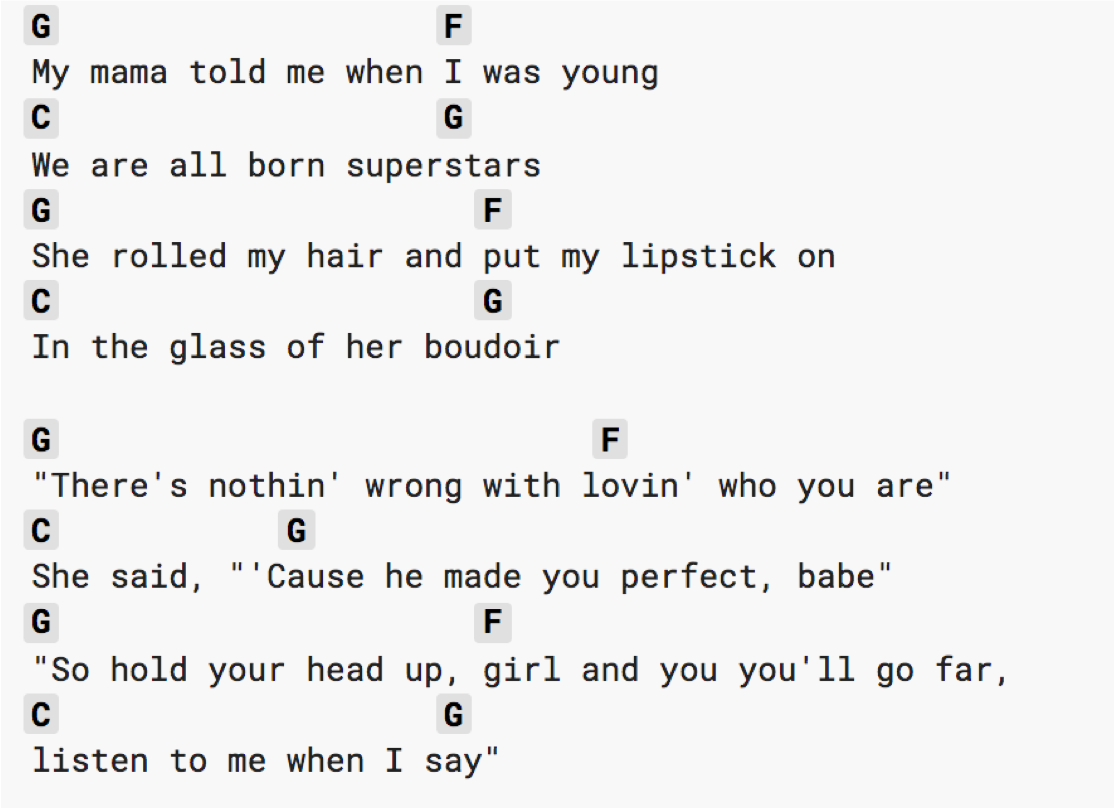 G F
My mama told me when I was young
C G
We are all born superstars
G F
She rolled my hair and put my lipstick on
C G
In the glass of her boudoir
G F
"There's nothin' wrong with lovin' who you are"
C G
She said, "'Cause he made you perfect, babe"
G F
"So hold your head up, girl and you you'll go far,
C G
listen to me when I say"